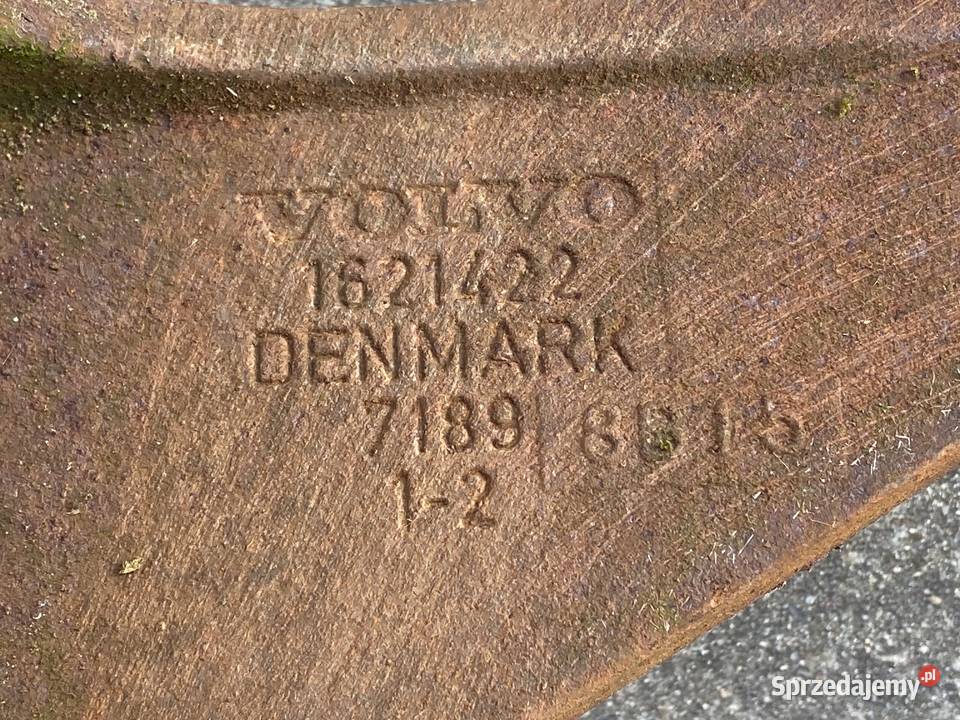 VOLVO
1621422
DENMARK
7189
1-2
Sprzedajemy.pl